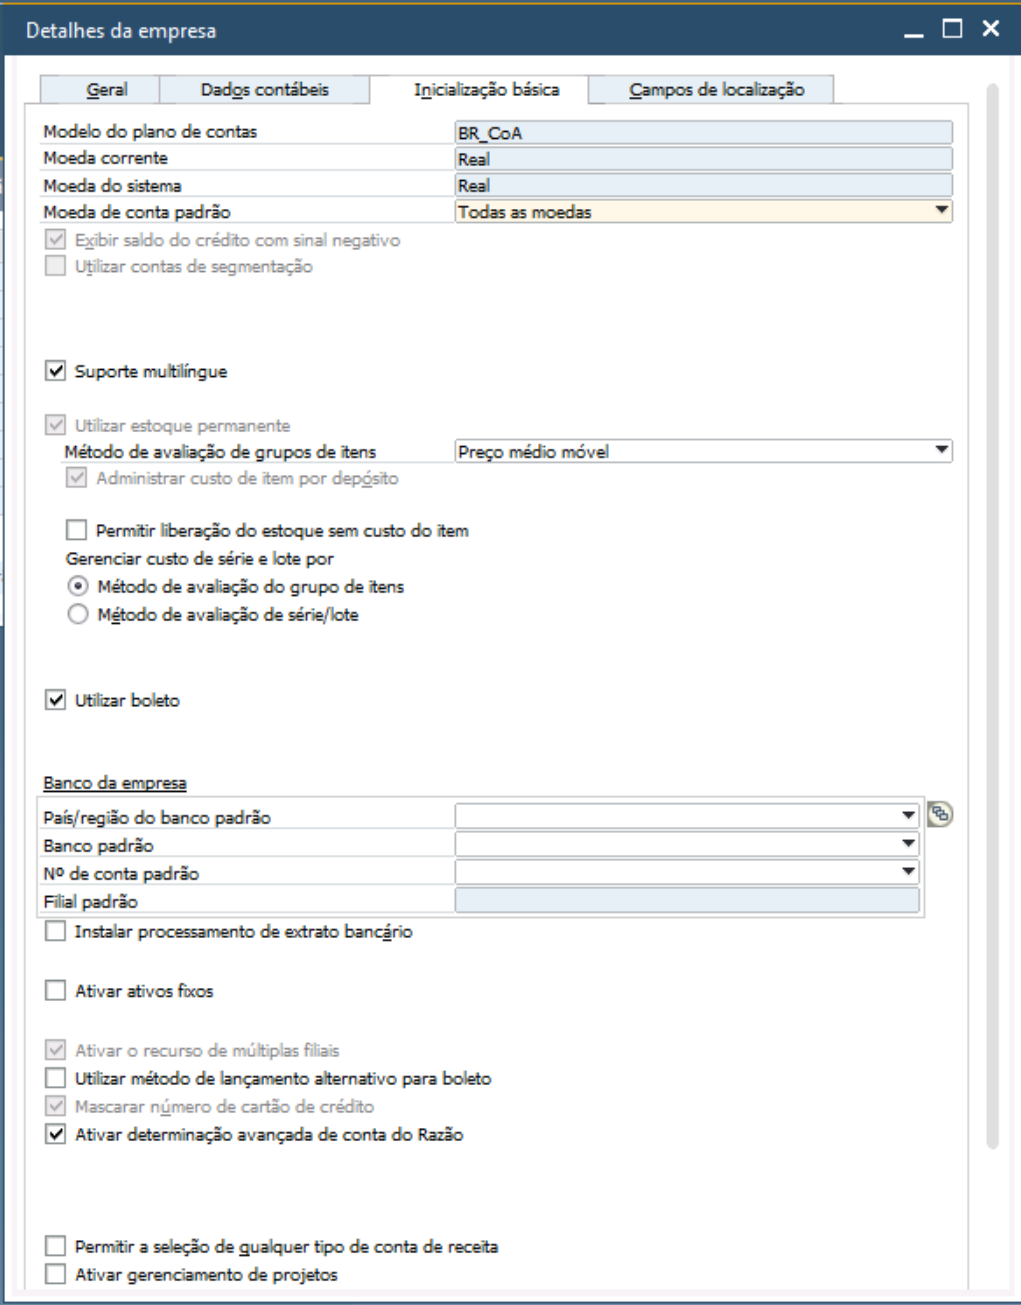 Detalhes da empresa
Geral
Dados contábeis
Inicialização básica
Campos de localização
Modelo do plano de contas BR_CoA
Moeda corrente Real
Moeda do sistema Real
Moeda de conta padrão Todas as moedas
Exibir saldo do crédito com sinal negativo
Utilizar contas de segmentação
Suporte multilíngue
Utilizar estoque permanente
Método de avaliação de grupos de itens Preço médio móvel
Administrar custo de item por depósito
Permitir liberação do estoque sem custo do item
Gerenciar custo de série e lote por
Método de avaliação do grupo de itens
Método de avaliação de série/lote
Utilizar boleto
Banco da empresa
País/região do banco padrão
Banco padrão
Nº de conta padrão
Filial padrão
Instalar processamento de extrato bancário
Ativar ativos fixos
Ativar o recurso de múltiplas filiais
Utilizar método de lançamento alternativo para boleto
Mascarar número de cartão de crédito
Ativar determinação avançada de conta do Razão
Permitir a seleção de qualquer tipo de conta de receita
Ativar gerenciamento de projetos